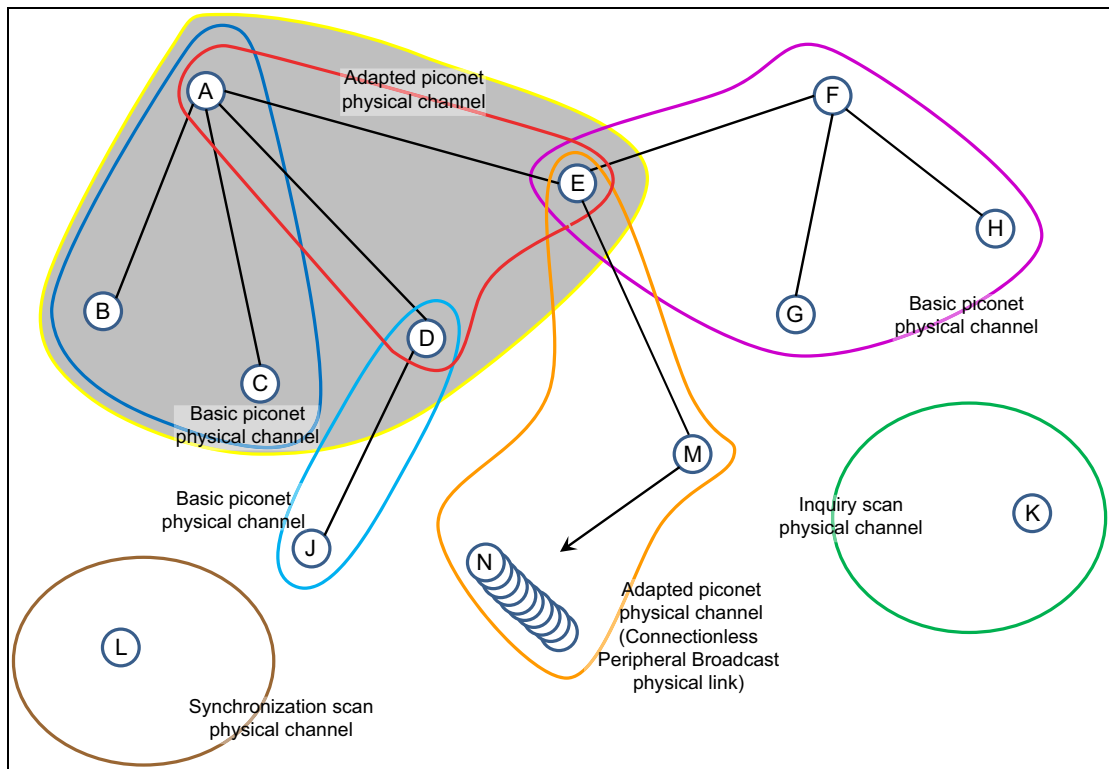 A
Adapted piconet
physical channel
F
E
H
B
G
Basic piconet
physical channel
D
C
Basic piconet
physical channel
M
Basic piconet
physical channel
Inquiry scan
physical channel
K
J
N
Adapted piconet
physical channel
(Connectionless
Peripheral Broadcast
physical link)
L
Synchronization scan
physical channel